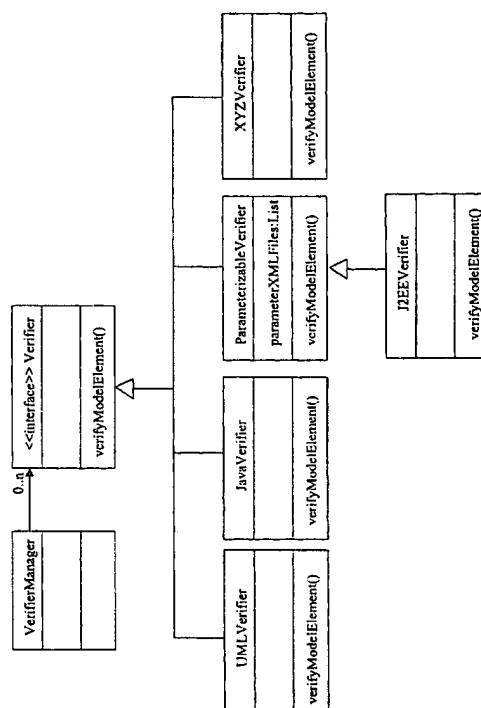 VerifierManager
0..n
<<interface>> Verifier
verifyModelElement()
UMLVerifier
verifyModelElement()
JavaVerifier
verifyModelElement()
ParameterizableVerifier
parameterXMLFiles:List
verifyModelElement()
XYZVerifier
verifyModelElement()
J2EEVerifier
verifyModelElement()